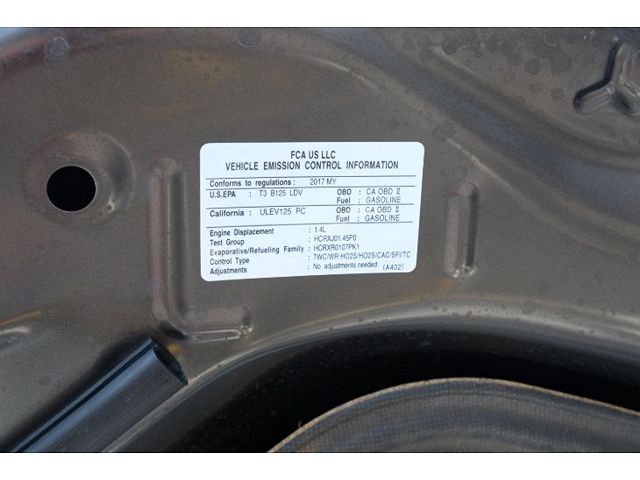 FCA US LLC
VEHICLE EMISSION CONTROL INFORMATION
Conforms to regulations : 2017 MY
U.S.EPA : T3 B125 LDV OBD : CA OBD II
Fuel : GASOLINE
California : ULEV125 PC OBD : CA OBD II
Fuel : GASOLINE
Engine Displacement : 1.4L
Test Group : HCRXJ01.45P0
Evaporative/Refueling Family : HCRXR0107PK1
Control Type : TWC/WR-HO2S/HO2S/CAC/SFI/TC
Adjustments : No adjustments needed (A402)